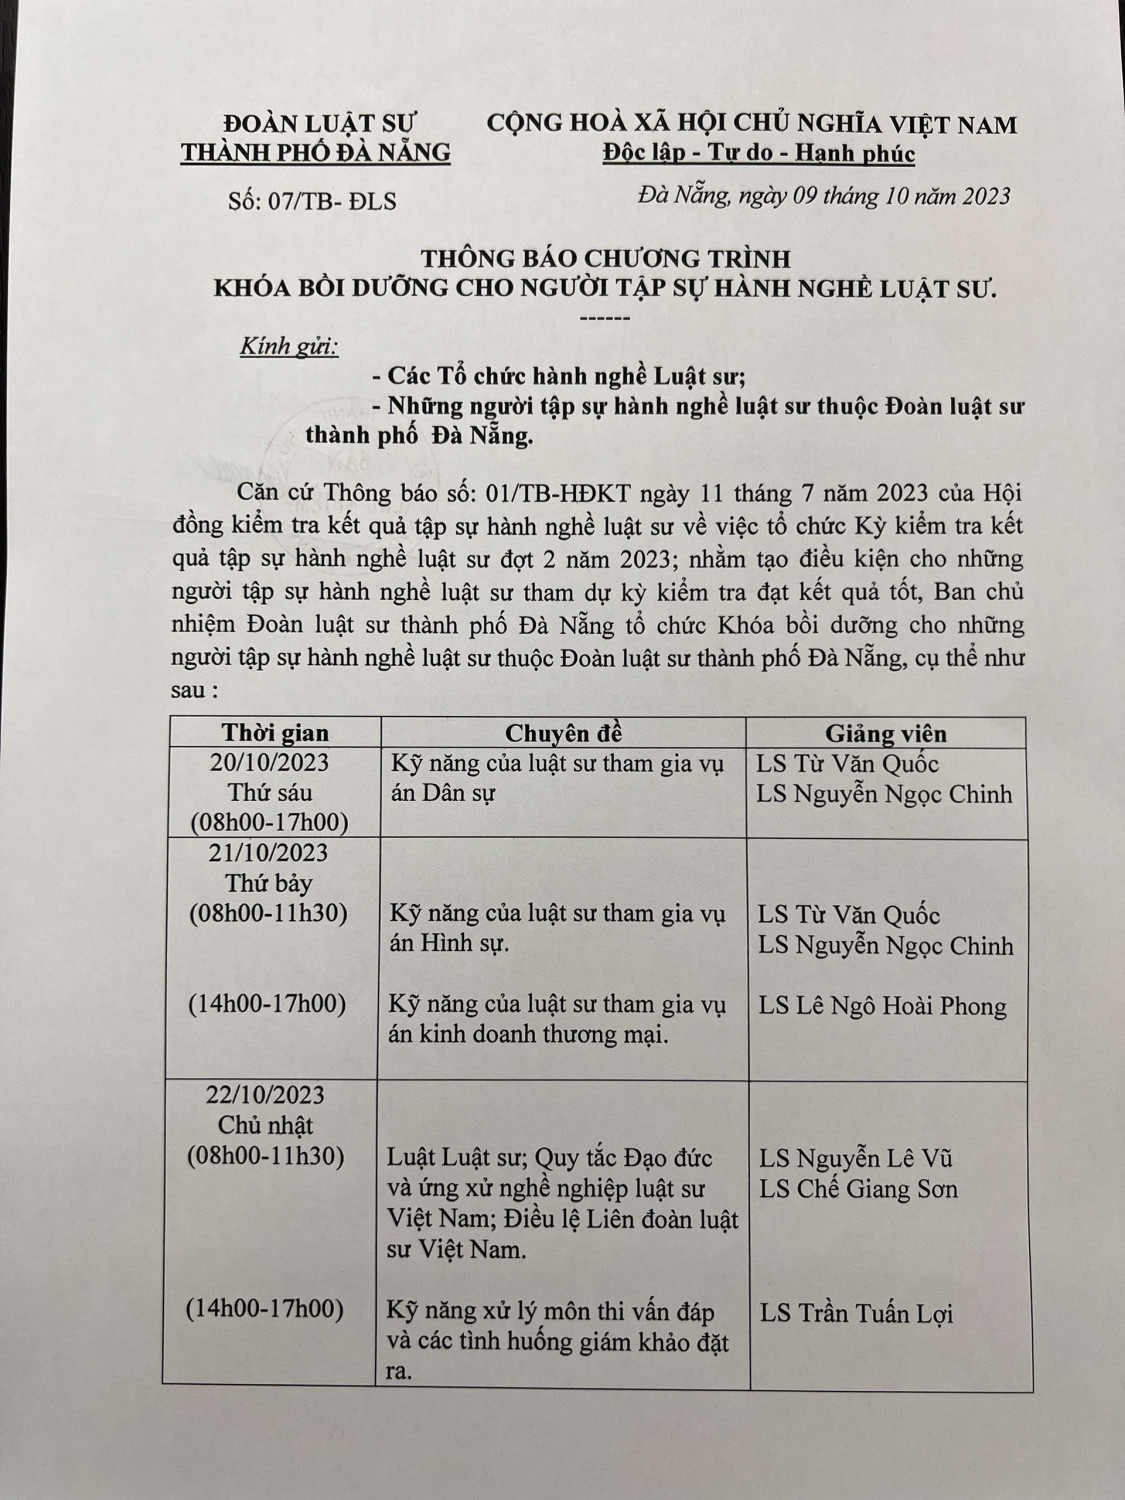 ĐOÀN LUẬT SƯ
THÀNH PHỐ ĐÀ NẴNG
Số: 07/TB- ĐLS
CỘNG HOÀ XÃ HỘI CHỦ NGHĨA VIỆT NAM
Độc lập - Tự do - Hạnh phúc
Đà Nẵng, ngày 09 tháng 10 năm 2023
THÔNG BÁO CHƯƠNG TRÌNH
KHÓA BỒI DƯỠNG CHO NGƯỜI TẬP SỰ HÀNH NGHỀ LUẬT SƯ.
------
Kính gửi:
- Các Tổ chức hành nghề Luật sư;
- Những người tập sự hành nghề luật sư thuộc Đoàn luật sư
thành phố Đà Nẵng.
Căn cứ Thông báo số: 01/TB-HĐKT ngày 11 tháng 7 năm 2023 của Hội
đồng kiểm tra kết quả tập sự hành nghề luật sư về việc tổ chức Kỳ kiểm tra kết
quả tập sự hành nghề luật sư đợt 2 năm 2023; nhằm tạo điều kiện cho những
người tập sự hành nghề luật sư tham dự kỳ kiểm tra đạt kết quả tốt, Ban chủ
nhiệm Đoàn luật sư thành phố Đà Nẵng tổ chức Khóa bồi dưỡng cho những
người tập sự hành nghề luật sư thuộc Đoàn luật sư thành phố Đà Nẵng, cụ thể như
sau :
Thời gian
Chuyên đề
Giảng viên
20/10/2023
Thứ sáu
(08h00-17h00)
Kỹ năng của luật sư tham gia vụ
án Dân sự
LS Từ Văn Quốc
LS Nguyễn Ngọc Chinh
21/10/2023
Thứ bảy
(08h00-11h30)
Kỹ năng của luật sư tham gia vụ
án Hình sự.
LS Từ Văn Quốc
LS Nguyễn Ngọc Chinh
(14h00-17h00)
Kỹ năng của luật sư tham gia vụ
án kinh doanh thương mại.
LS Lê Ngô Hoài Phong
22/10/2023
Chủ nhật
(08h00-11h30)
Luật Luật sư; Quy tắc Đạo đức
và ứng xử nghề nghiệp luật sư
Việt Nam; Điều lệ Liên đoàn luật
sư Việt Nam.
LS Nguyễn Lê Vũ
LS Chế Giang Sơn
(14h00-17h00)
Kỹ năng xử lý môn thi vấn đáp
và các tình huống giám khảo đặt
ra.
LS Trần Tuấn Lợi